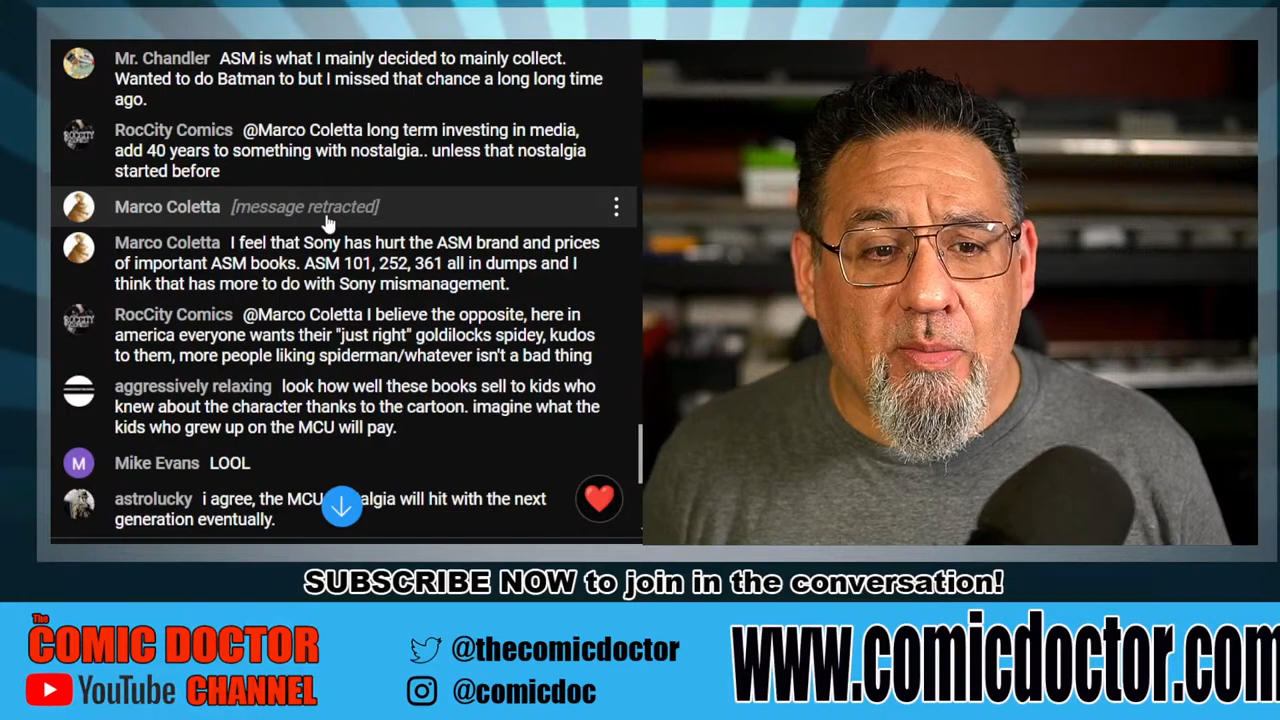 Mr. Chandler ASM is what I mainly decided to mainly collect.
Wanted to do Batman to but I missed that chance a long long time
ago.
RocCity Comics @Marco Coletta long term investing in media,
add 40 years to something with nostalgia.. unless that nostalgia
started before
Marco Coletta [message retracted]
Marco Coletta I feel that Sony has hurt the ASM brand and prices
of important ASM books. ASM 101, 252, 361 all in dumps and I
think that has more to do with Sony mismanagement.
RocCity Comics @Marco Coletta I believe the opposite, here in
america everyone wants their "just right" goldilocks spidey, kudos
to them, more people liking spiderman/whatever isn't a bad thing
aggressively relaxing look how well these books sell to kids who
knew about the character thanks to the cartoon. imagine what the
kids who grew up on the MCU will pay.
M
Mike Evans LOOL
astrolucky i agree, the MCU will hit with the next
generation eventually.
SUBSCRIBE NOW to join in the conversation!
The
COMIC DOCTOR
YouTube CHANNEL
@thecomicdoctor
@comicdoc
www.comicdoctor.com